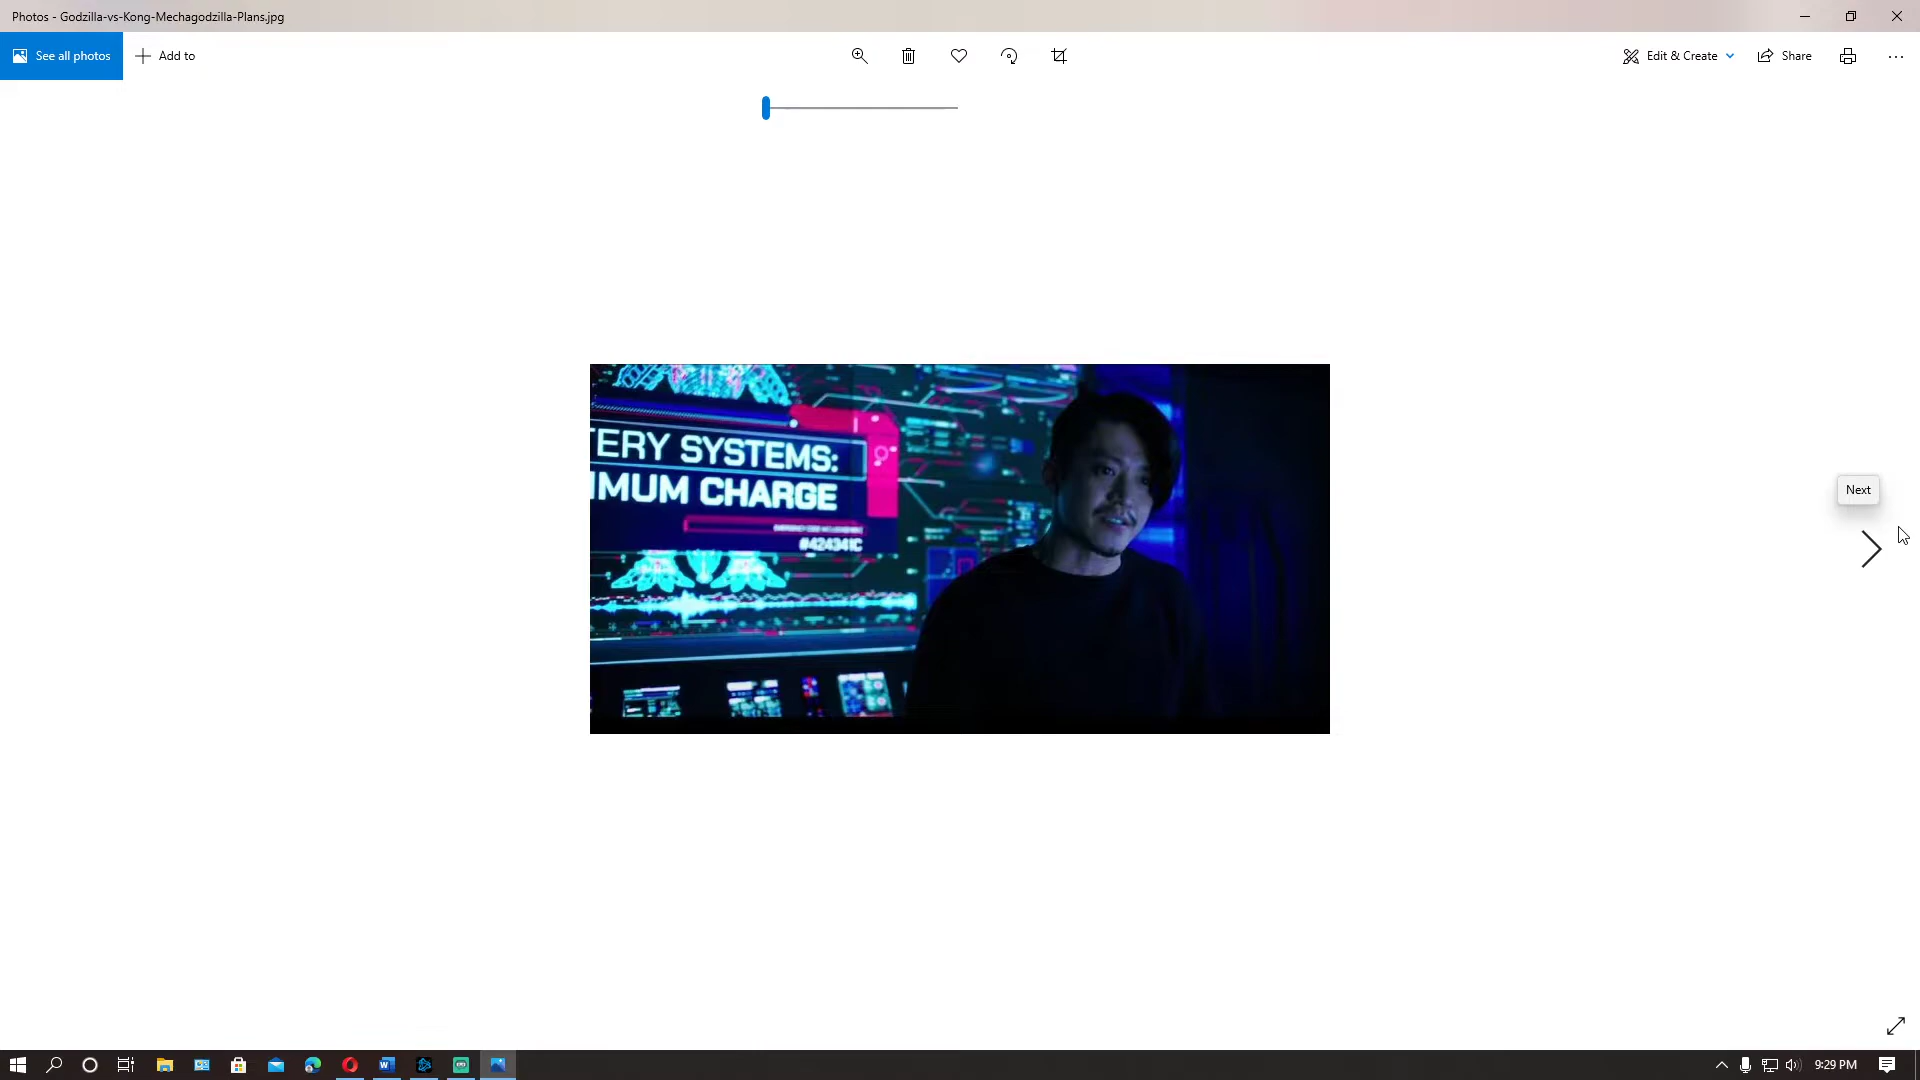 Photos - Godzilla-vs-Kong-Mechagodzilla-Plans.jpg
See all photos
Add to
Edit & Create
Share
TERY SYSTEMS:
IMUM CHARGE
#424341C
Next
9:29 PM